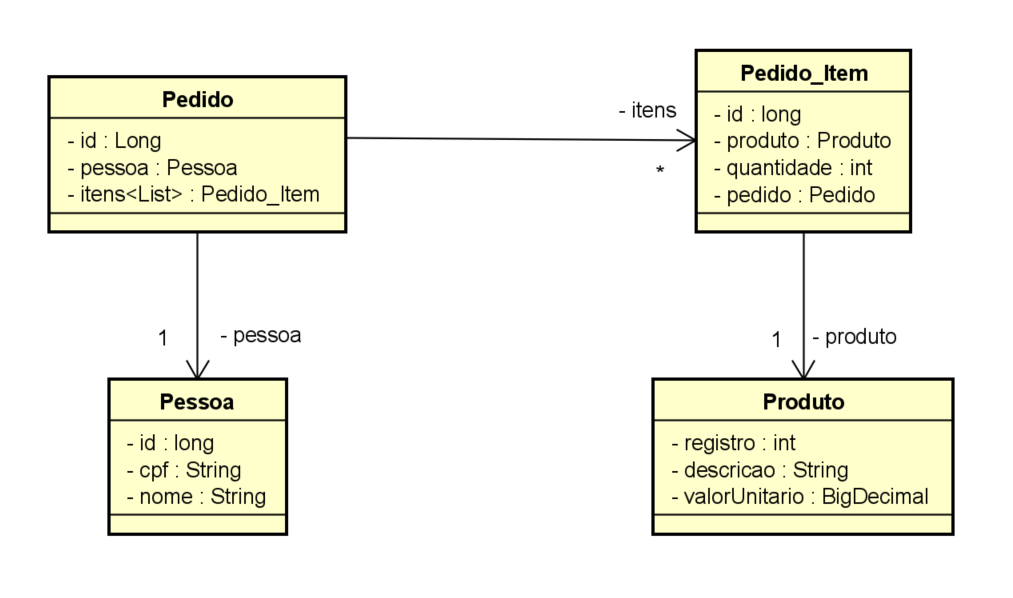 Pedido
- id : Long
- pessoa : Pessoa
- itens<List> : Pedido_Item
- itens
*
Pedido_Item
- id : long
- produto : Produto
- quantidade : int
- pedido : Pedido
1
- pessoa
1
- produto
Pessoa
- id : long
- cpf : String
- nome : String
Produto
- registro : int
- descricao : String
- valorUnitario : BigDecimal